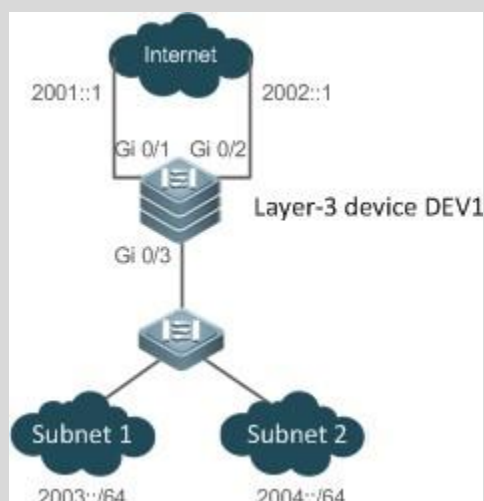 Internet
2001::1
2002::1
Gi 0/1
Gi 0/2
Layer-3 device DEV1
Gi 0/3
Subnet 1
Subnet 2
2003::/64
2004::/64